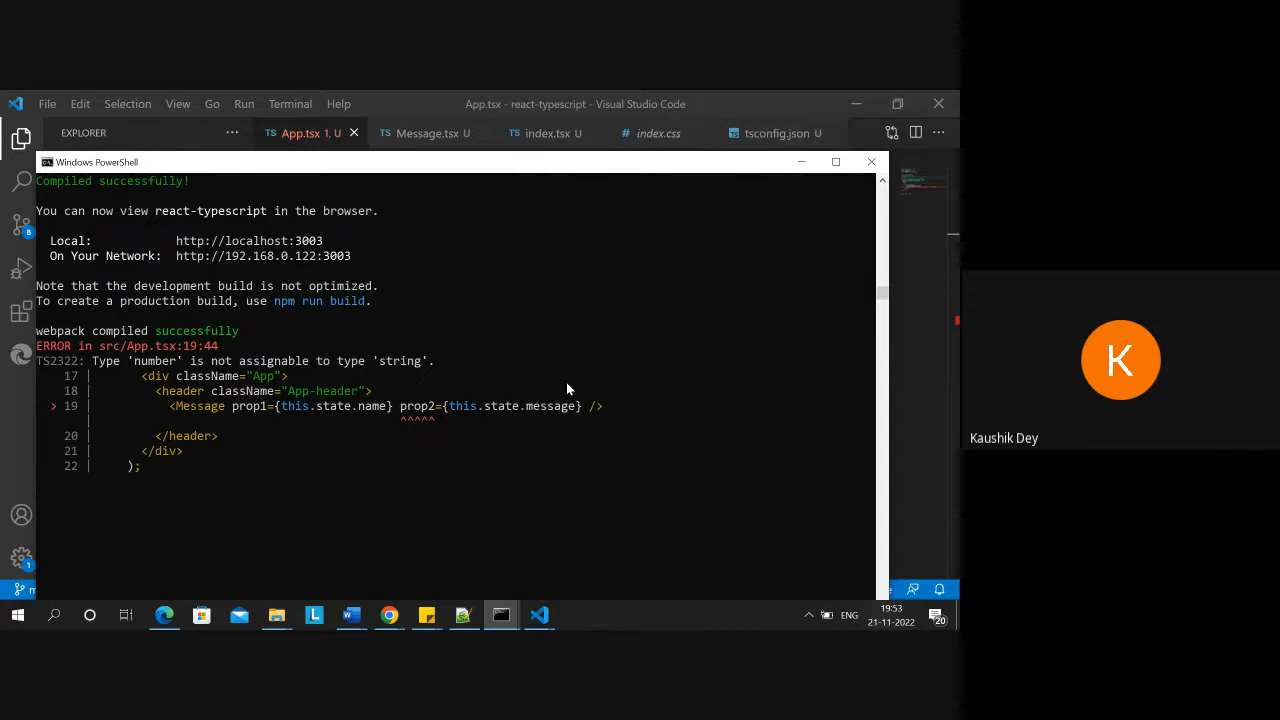 File Edit Selection View Go Run Terminal Help App.tsx - react-typescript - Visual Studio Code
EXPLORER ··· TS App.tsx 1, U TS Message.tsx U TS index.tsx U # index.css tsconfig.json U ···
Windows PowerShell
Compiled successfully!
You can now view react-typescript in the browser.
Local: http://localhost:3003
On Your Network: http://192.168.0.122:3003
Note that the development build is not optimized.
To create a production build, use npm run build.
webpack compiled successfully
ERROR in src/App.tsx:19:44
TS2322: Type 'number' is not assignable to type 'string'.
17 | <div className="App">
18 | <header className="App-header">
> 19 | <Message prop1={this.state.name} prop2={this.state.message} />
| ^^^^^
20 | </header>
21 | </div>
22 | );
8
1
K
Kaushik Dey
L
ENG
19:53
21-11-2022
20